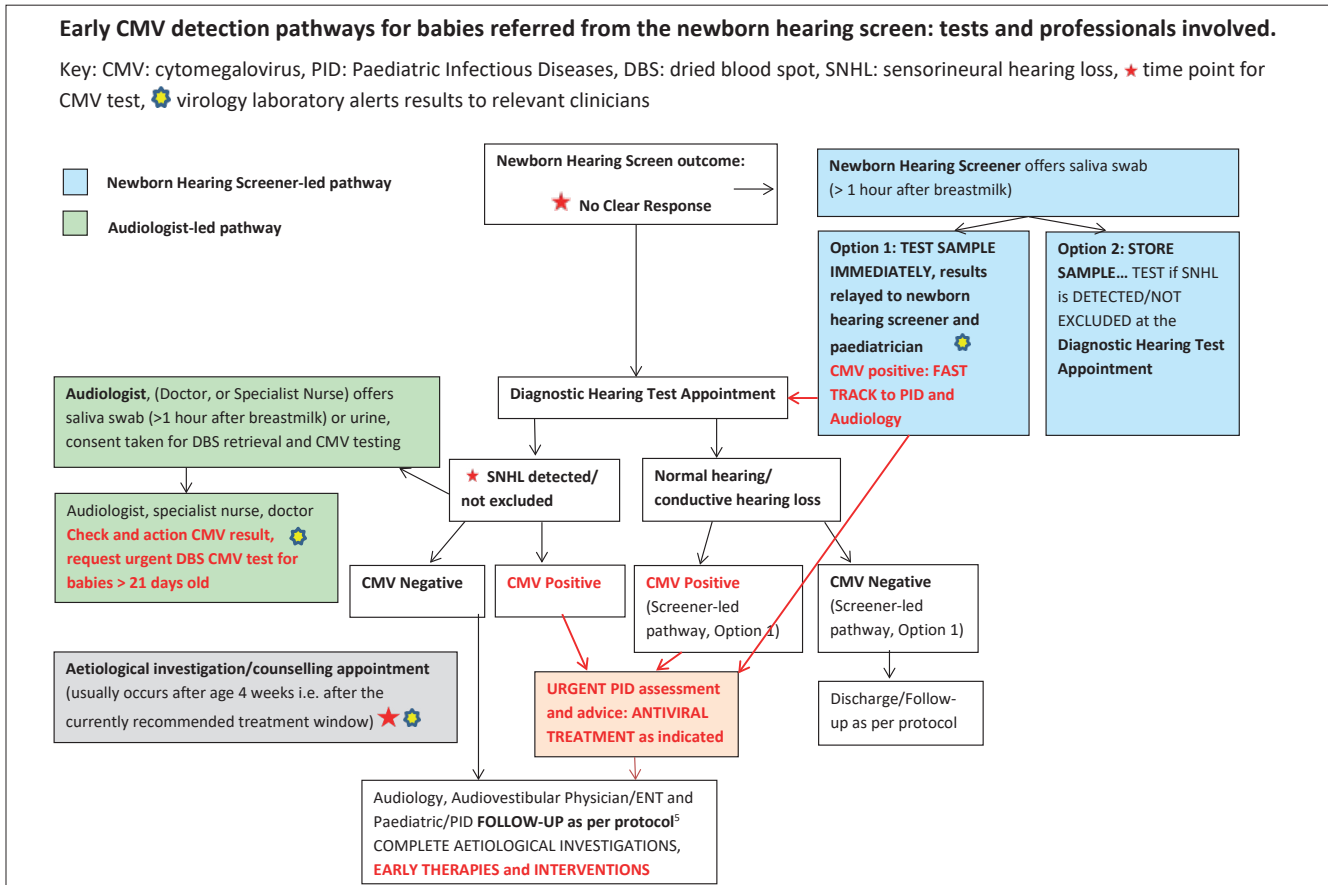 Early CMV detection pathways for babies referred from the newborn hearing screen: tests and professionals involved.
Key: CMV: cytomegalovirus, PID: Paediatric Infectious Diseases, DBS: dried blood spot, SNHL: sensorineural hearing loss, ★ time point for
CMV test, virology laboratory alerts results to relevant clinicians
Newborn Hearing Screener-led pathway
Audiologist-led pathway
Newborn Hearing Screen outcome:
★ No Clear Response
Newborn Hearing Screener offers saliva swab
(> 1 hour after breastmilk)
Option 1: TEST SAMPLE
IMMEDIATELY, results
relayed to newborn
hearing screener and
paediatrician
CMV positive: FAST
TRACK to PID and
Audiology
Option 2: STORE
SAMPLE... TEST if SNHL
is DETECTED/NOT
EXCLUDED at the
Diagnostic Hearing Test
Appointment
Audiologist, (Doctor, or Specialist Nurse) offers
saliva swab (>1 hour after breastmilk) or urine,
consent taken for DBS retrieval and CMV testing
Diagnostic Hearing Test Appointment
★ SNHL detected/
not excluded
Normal hearing/
conductive hearing loss
Audiologist, specialist nurse, doctor
Check and action CMV result,
request urgent DBS CMV test for
babies > 21 days old
CMV Negative
CMV Positive
CMV Positive
(Screener-led
pathway, Option 1)
CMV Negative
(Screener-led
pathway, Option 1)
Aetiological investigation/counselling appointment
(usually occurs after age 4 weeks i.e. after the
currently recommended treatment window) ★
URGENT PID assessment
and advice: ANTIVIRAL
TREATMENT as indicated
Discharge/Follow-
up as per protocol
Audiology, Audiovestibular Physician/ENT and
Paediatric/PID FOLLOW-UP as per protocol⁵
COMPLETE AETIOLOGICAL INVESTIGATIONS,
EARLY THERAPIES and INTERVENTIONS